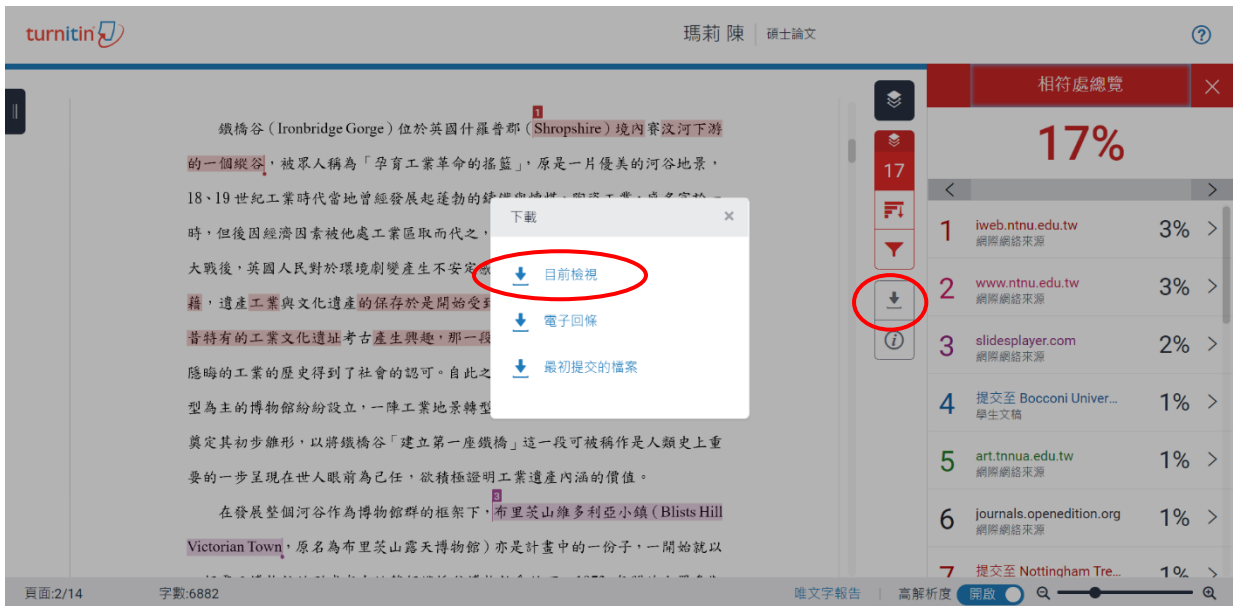 turnitin
瑪莉 陳
碩士論文
相符處總覽
17%
17
1
鐵橋谷（Ironbridge Gorge）位於英國什羅普郡（Shropshire）境內賽汶河下游
的一個縱谷，被眾人稱為「孕育工業革命的搖籃」，原是一片優美的河谷地景，
18、19 世紀工業時代當地曾經發展起蓬勃的
時，但後因經濟因素被他處工業區取而代之，
大戰後，英國人民對於環境劇變產生不安定
藉，遺產工業與文化遺產的保存於是開始受到
昔特有的工業文化遺址考古產生興趣，那一段
隱晦的工業的歷史得到了社會的認可。自此之
型為主的博物館紛紛設立，一陣工業地景轉型
奠定其初步雛形，以將鐵橋谷「建立第一座鐵橋」這一段可被稱作是人類史上重
要的一步呈現在世人眼前為己任，欲積極證明工業遺產內涵的價值。
3
在發展整個河谷作為博物館群的框架下，布里茨山維多利亞小鎮（Blists Hill
Victorian Town，原名為布里茨山露天博物館）亦是計畫中的一份子，一開始就以
下載
目前檢視
電子回條
最初提交的檔案
1 iweb.ntnu.edu.tw 3%
網際網路來源
2 www.ntnu.edu.tw 3%
網際網路來源
3 slidesplayer.com 2%
網際網路來源
4 提交至 Bocconi Univer... 1%
學生文稿
5 art.tnnua.edu.tw 1%
網際網路來源
6 journals.openedition.org 1%
網際網路來源
7 提交至 Nottingham Tre... 1%
頁面:2/14
字數:6882
唯文字報告
高解析度
開啟